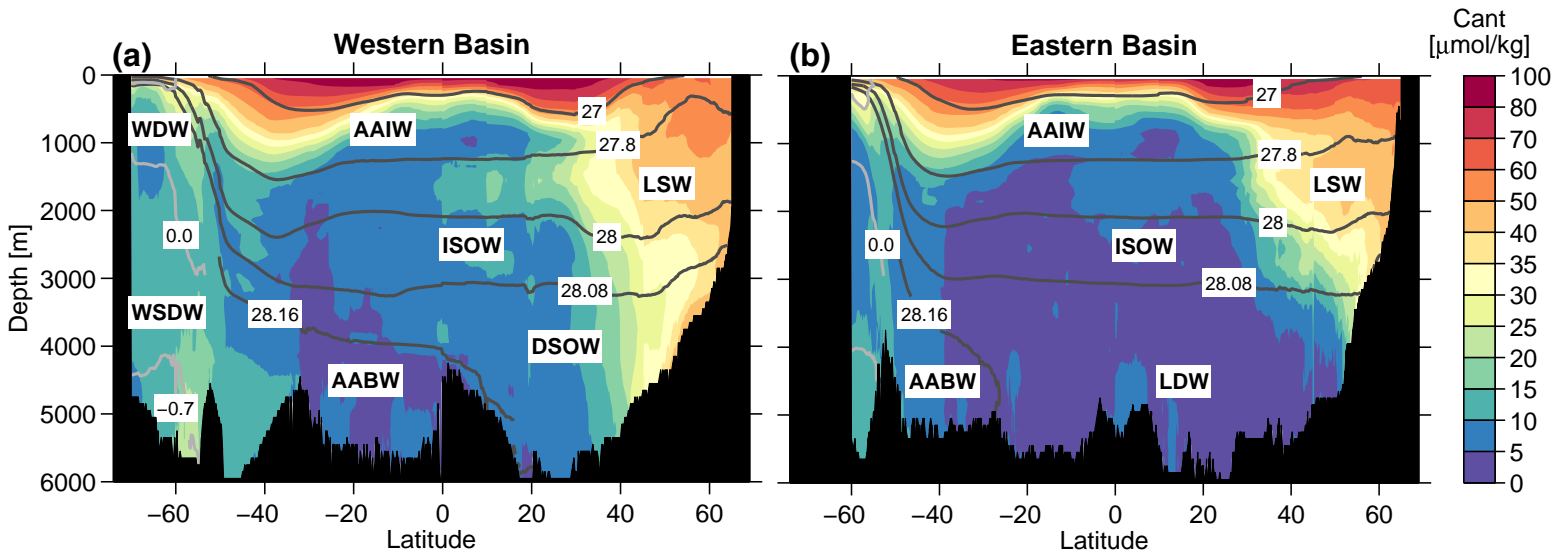 (a) Western Basin
(b) Eastern Basin
Cant
[μmol/kg]
Depth [m]
0
1000
2000
3000
4000
5000
6000
−60
−40
−20
0
20
40
60
Latitude
WDW
AAIW
27
27.8
LSW
0.0
ISOW
28
WSDW
28.16
28.08
DSOW
AABW
−0.7
−60
−40
−20
0
20
40
60
Latitude
27
AAIW
27.8
LSW
0.0
ISOW
28
28.08
28.16
AABW
LDW
100
80
70
60
50
40
35
30
25
20
15
10
5
0